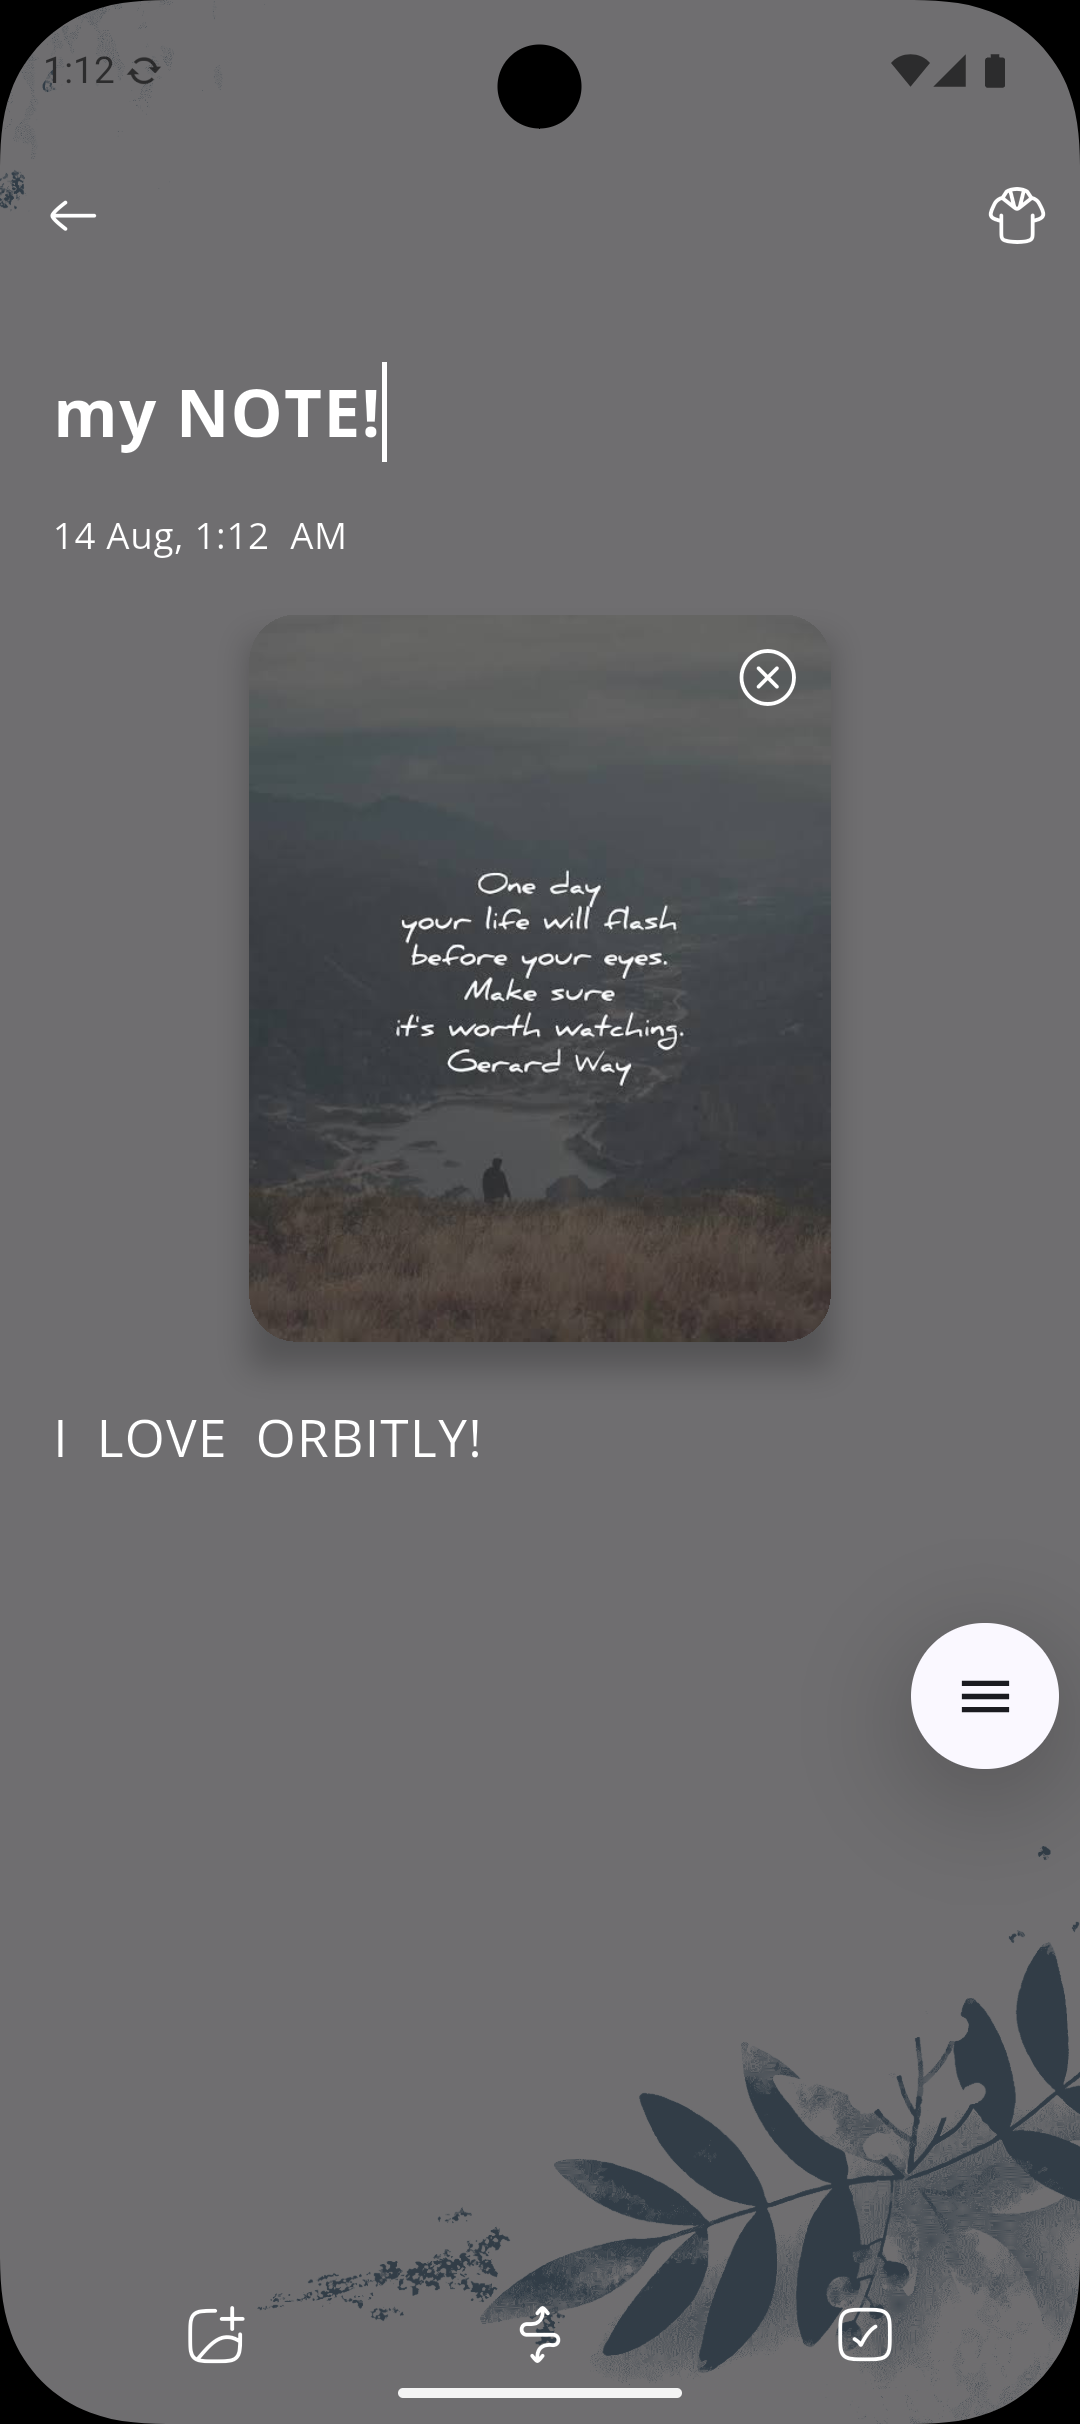 1:12
my NOTE!
14 Aug, 1:12 AM
One day
your life will flash
before your eyes.
Make sure
it's worth watching.
Gerard Way
I LOVE ORBITLY!